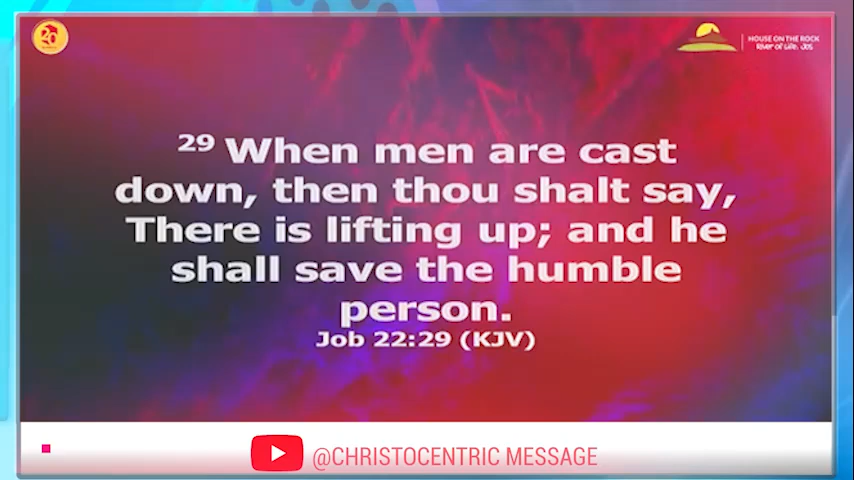 20
HOUSE ON THE ROCK
River of Life, Jos
29 When men are cast
down, then thou shalt say,
There is lifting up; and he
shall save the humble
person.
Job 22:29 (KJV)
@CHRISTOCENTRIC MESSAGE